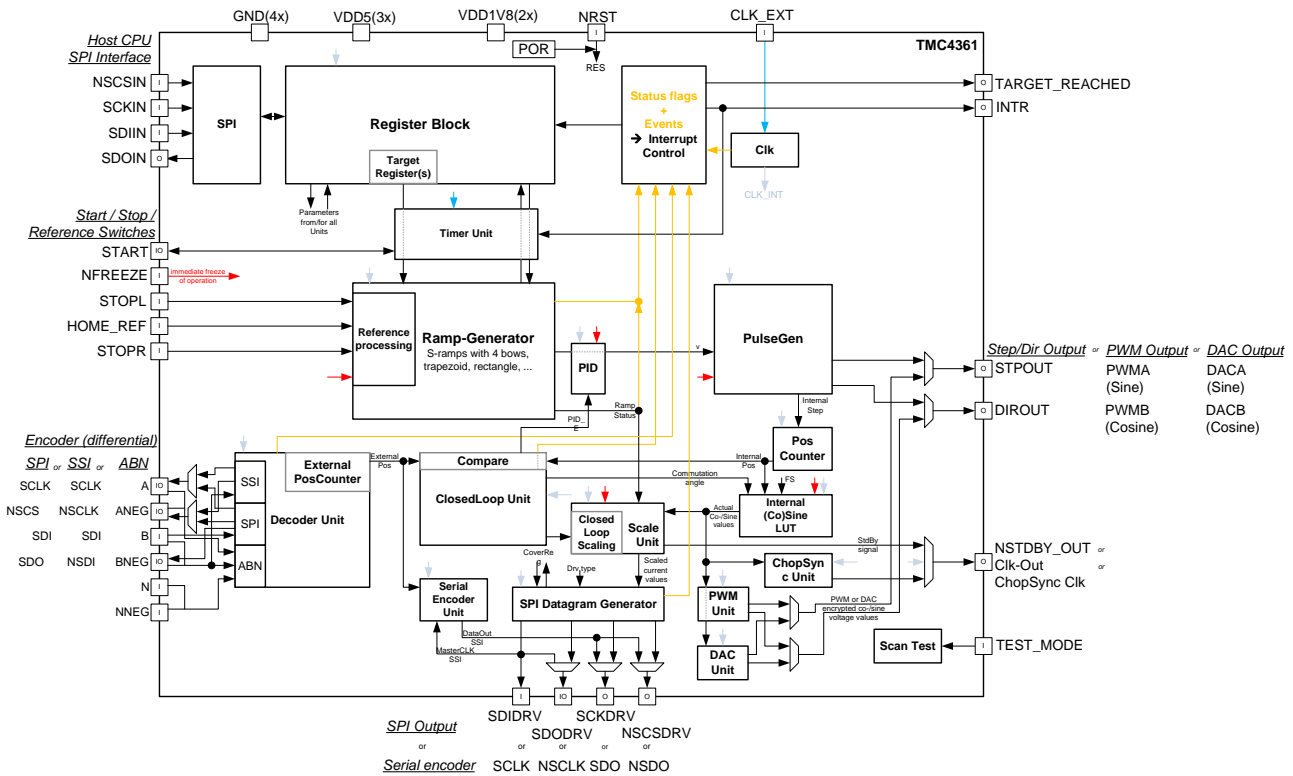 GND(4x)
VDD5(3x)
VDD1V8(2x)
NRST
CLK_EXT
Host CPU
SPI Interface
I
I
POR
RES
TMC4361
NSCSIN
I
SCKIN
I
SDIIN
I
SDOIN
O
SPI
Register Block
Target
Register(s)
Status flags
+
Events
→ Interrupt
Control
Clk
CLK_INT
O
TARGET_REACHED
O
INTR
Parameters
from/for all
Units
Timer Unit
Start / Stop /
Reference Switches
START
IO
NFREEZE
I
immediate freeze
of operation
STOPL
I
HOME_REF
I
STOPR
I
Reference
processing
Ramp-Generator
S-ramps with 4 bows,
trapezoid, rectangle, ...
PID
v
PulseGen
Ramp
Status
PID_
E
Internal
Step
Pos
Counter
Step/Dir Output or PWM Output or DAC Output
O
STPOUT
PWMA
(Sine)
DACA
(Sine)
O
DIROUT
PWMB
(Cosine)
DACB
(Cosine)
Encoder (differential)
SPI or SSI or ABN
SCLK SCLK A
IO
NSCS NSCLK ANEG
IO
SDI SDI B
I
SDO NSDI BNEG
IO
N
I
NNEG
I
SSI
SPI
ABN
External
PosCounter
Decoder Unit
External
Pos
Compare
ClosedLoop Unit
Internal
Pos
Commutation
angle
FS
Internal
(Co)Sine
LUT
Closed
Loop
Scaling
Scale
Unit
Actual
Co-/Sine
values
StdBy
signal
CoverRe
g
Drv.type
Scaled
current
values
ChopSyn
c Unit
O
NSTDBY_OUT or
Clk-Out or
ChopSync Clk
Serial
Encoder
Unit
SPI Datagram Generator
PWM
Unit
DAC
Unit
PWM or DAC
encrypted co-/sine
voltage values
DataOut
SSI
MasterCLK
SSI
Scan Test
I
TEST_MODE
I
IO
O
O
SDIDRV
SCKDRV
SDODRV
NSCSDRV
SPI Output
or or or or or
Serial encoder SCLK NSCLK SDO NSDO